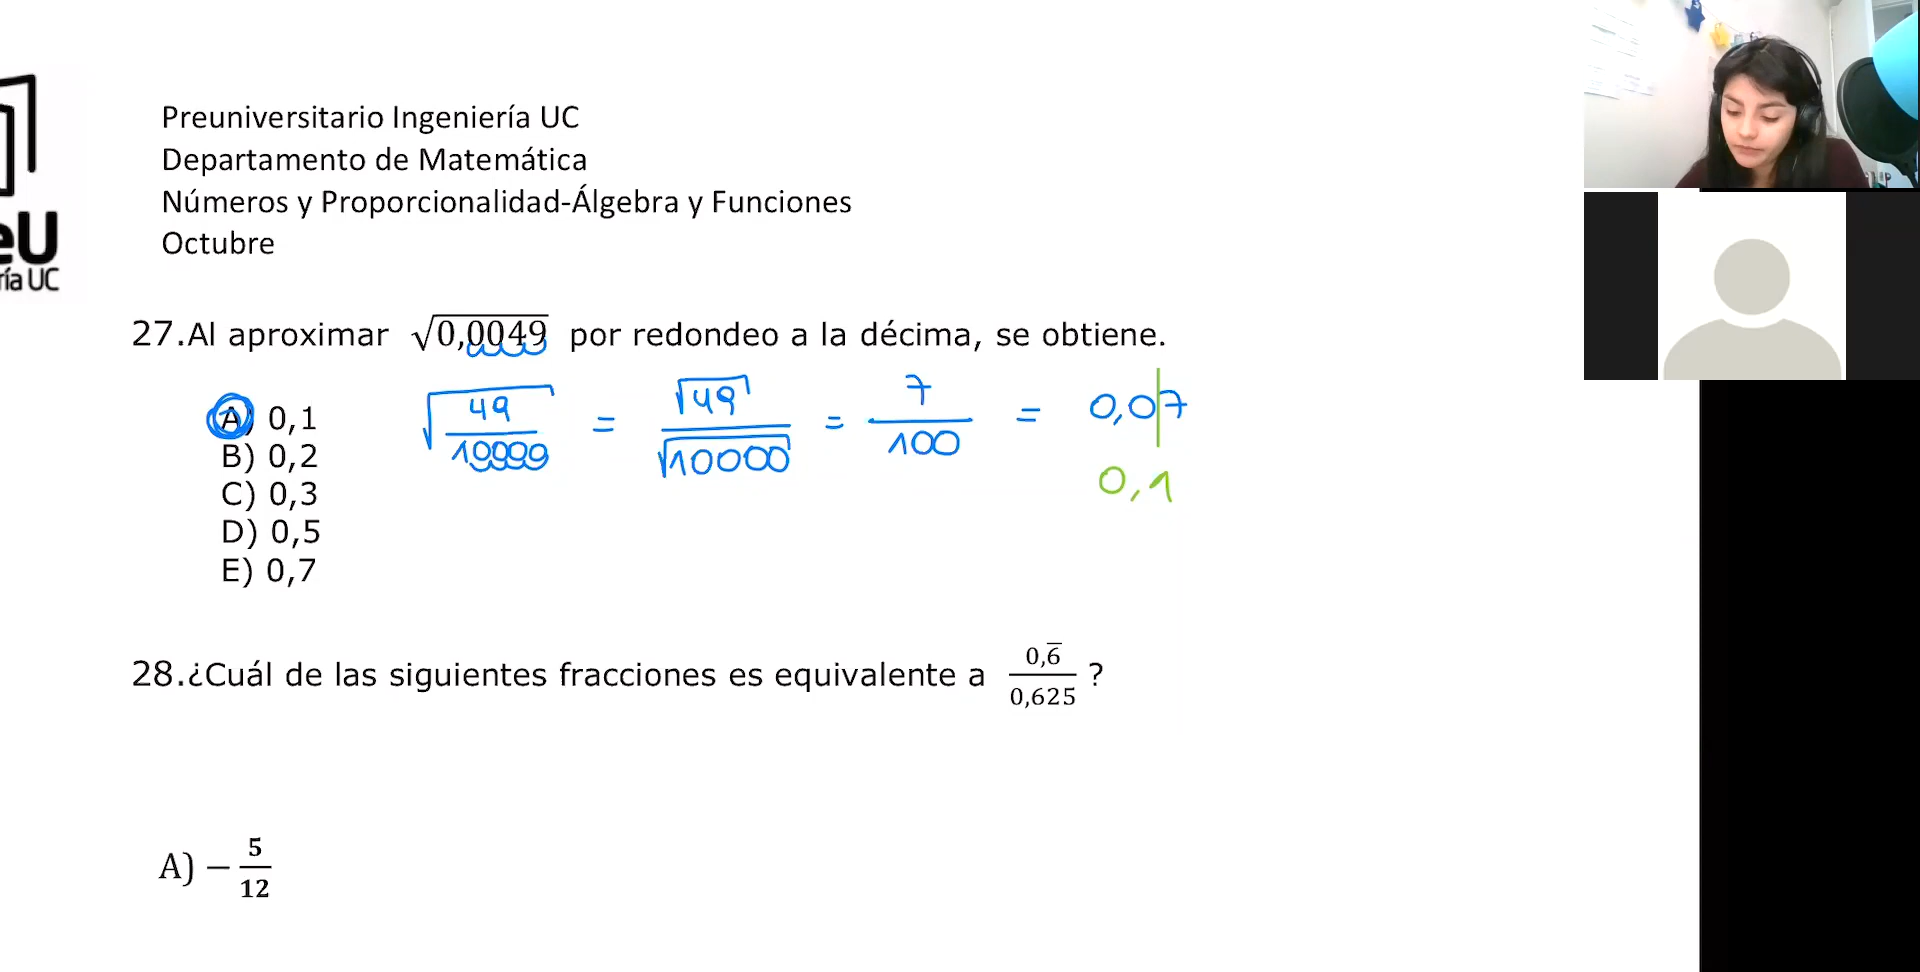 Preuniversitario Ingeniería UC
Departamento de Matemática
Números y Proporcionalidad-Álgebra y Funciones
Octubre
eU
ría UC
27.Al aproximar √0,0049 por redondeo a la décima, se obtiene.
A) 0,1
B) 0,2
C) 0,3
D) 0,5
E) 0,7
√(49/10000) = √49/√10000 = 7/100 = 0,07
0,1
28.¿Cuál de las siguientes fracciones es equivalente a 0,6̅/0,625 ?
A) −5/12